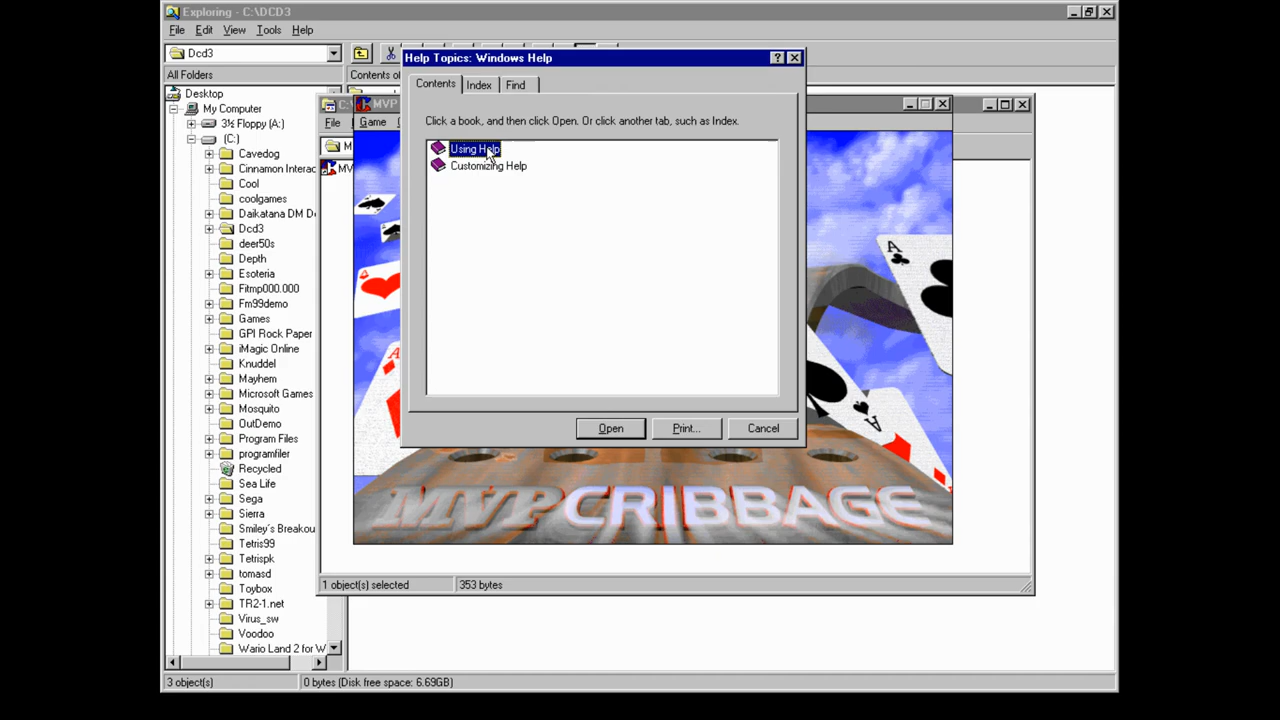 Exploring - C:\DCD3
File Edit View Tools Help
Dcd3
All Folders
Contents of
Desktop
My Computer
3½ Floppy (A:)
(C:)
Cavedog
Cinnamon Interac
Cool
coolgames
Daikatana DM De
Dcd3
deer50s
Depth
Esoteria
Fitmp000.000
Fm99demo
Games
GPI Rock Paper
iMagic Online
Knuddel
Mayhem
Microsoft Games
Mosquito
OutDemo
Program Files
programfiler
Recycled
Sea Life
Sega
Sierra
Smiley's Breakou
Tetris99
Tetrispk
tomasd
Toybox
TR2-1.net
Virus_sw
Voodoo
Wario Land 2 for W
3 object(s)
0 bytes (Disk free space: 6.69GB)
C:\
File
M
MV
1 object(s) selected
353 bytes
MVP
Game
A
A
A
A
MVP CRIBBAGE
Help Topics: Windows Help
Contents Index Find
Click a book, and then click Open. Or click another tab, such as Index.
Using Help
Customizing Help
Open Print... Cancel